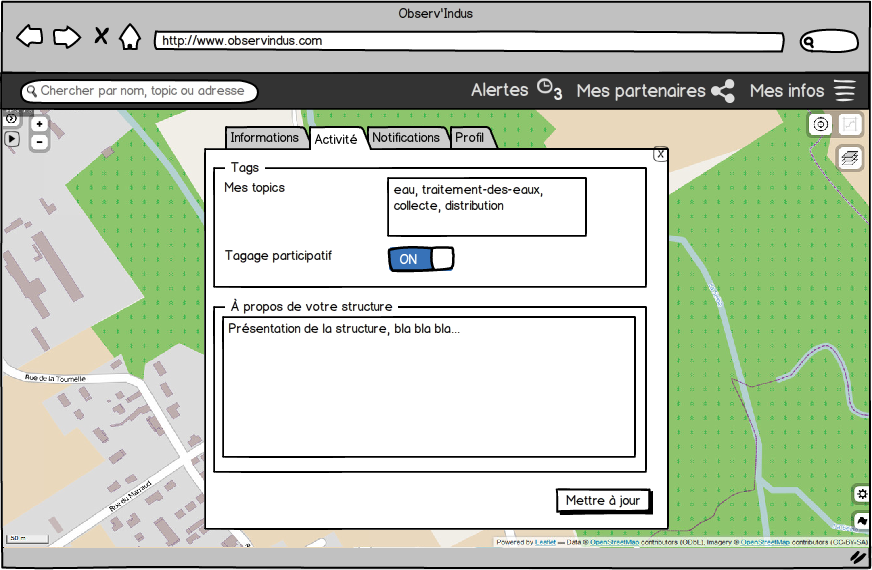 Observ'Indus
http://www.observindus.com
Chercher par nom, topic ou adresse
Alertes 3 Mes partenaires Mes infos
Informations Activité Notifications Profil
X
Tags
Mes topics
eau, traitement-des-eaux,
collecte, distribution
Tagage participatif
ON
À propos de votre structure
Présentation de la structure, bla bla bla...
Mettre à jour
Rue de la Tournelle
Rue du Marraud
50 m
Powered by Leaflet — Data @ OpenStreetMap contributors (ODbL), Imagery @ OpenStreetMap contributors (CC-BY-SA)